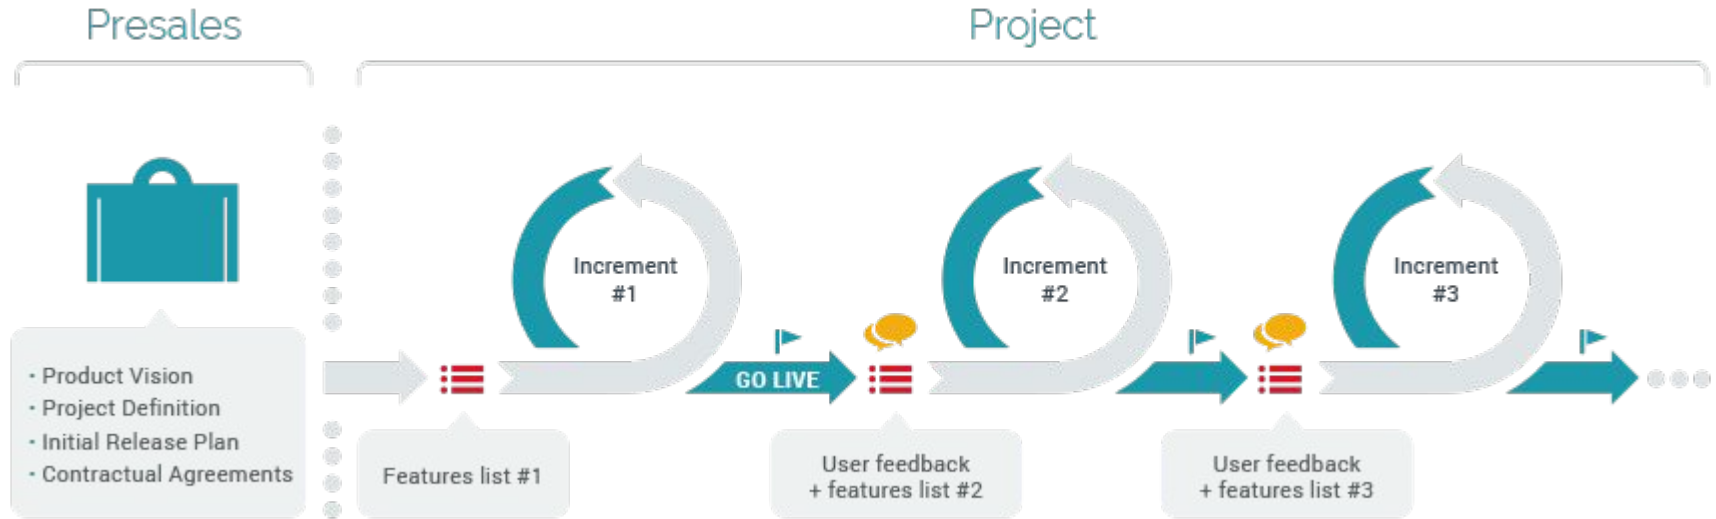 Presales
Project
· Product Vision
· Project Definition
· Initial Release Plan
· Contractual Agreements
Features list #1
Increment
#1
GO LIVE
User feedback
+ features list #2
Increment
#2
User feedback
+ features list #3
Increment
#3